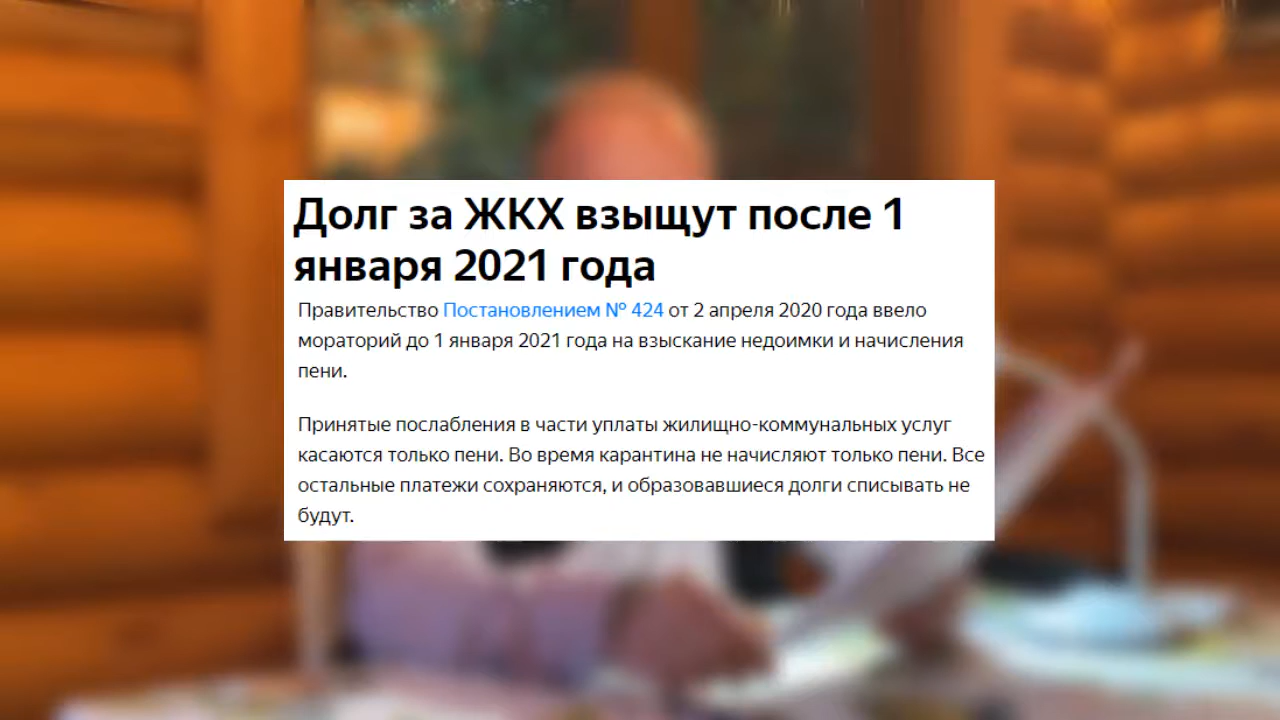 Долг за ЖКХ взыщут после 1
января 2021 года
Правительство Постановлением № 424 от 2 апреля 2020 года ввело
мораторий до 1 января 2021 года на взыскание недоимки и начисления
пени.
Принятые послабления в части уплаты жилищно-коммунальных услуг
касаются только пени. Во время карантина не начисляют только пени. Все
остальные платежи сохраняются, и образовавшиеся долги списывать не
будут.